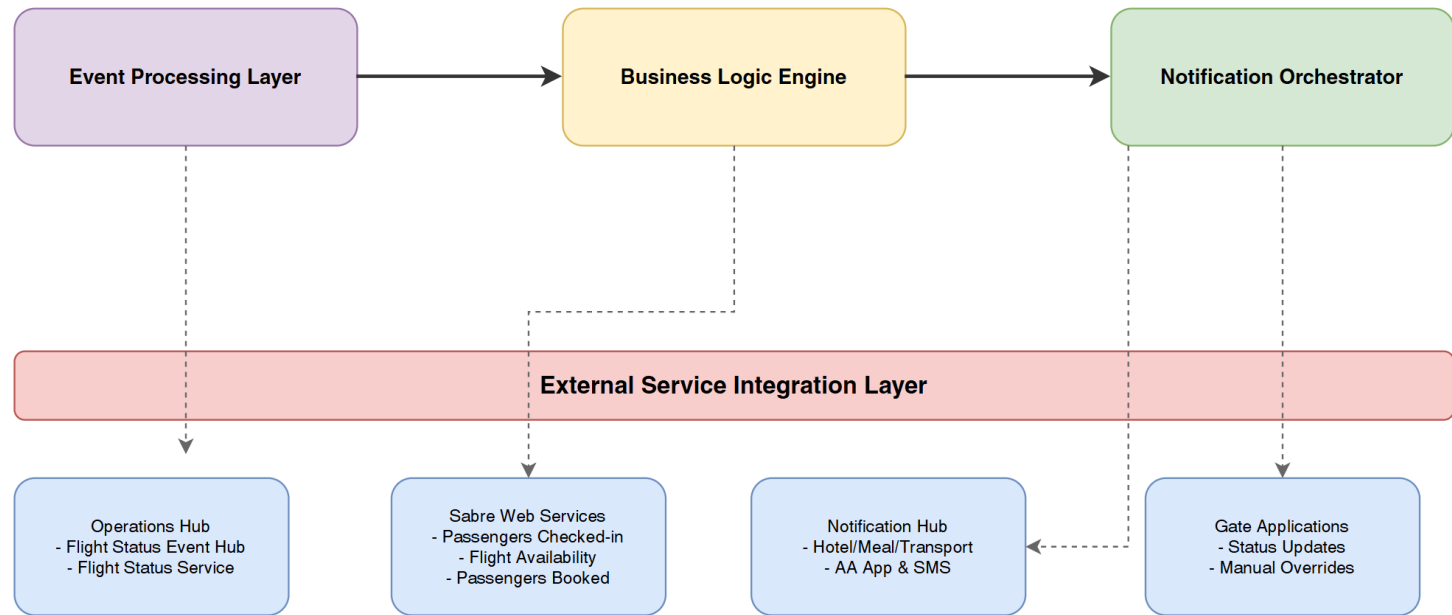 Event Processing Layer
Business Logic Engine
Notification Orchestrator
External Service Integration Layer
Operations Hub
- Flight Status Event Hub
- Flight Status Service
Sabre Web Services
- Passengers Checked-in
- Flight Availability
- Passengers Booked
Notification Hub
- Hotel/Meal/Transport
- AA App & SMS
Gate Applications
- Status Updates
- Manual Overrides